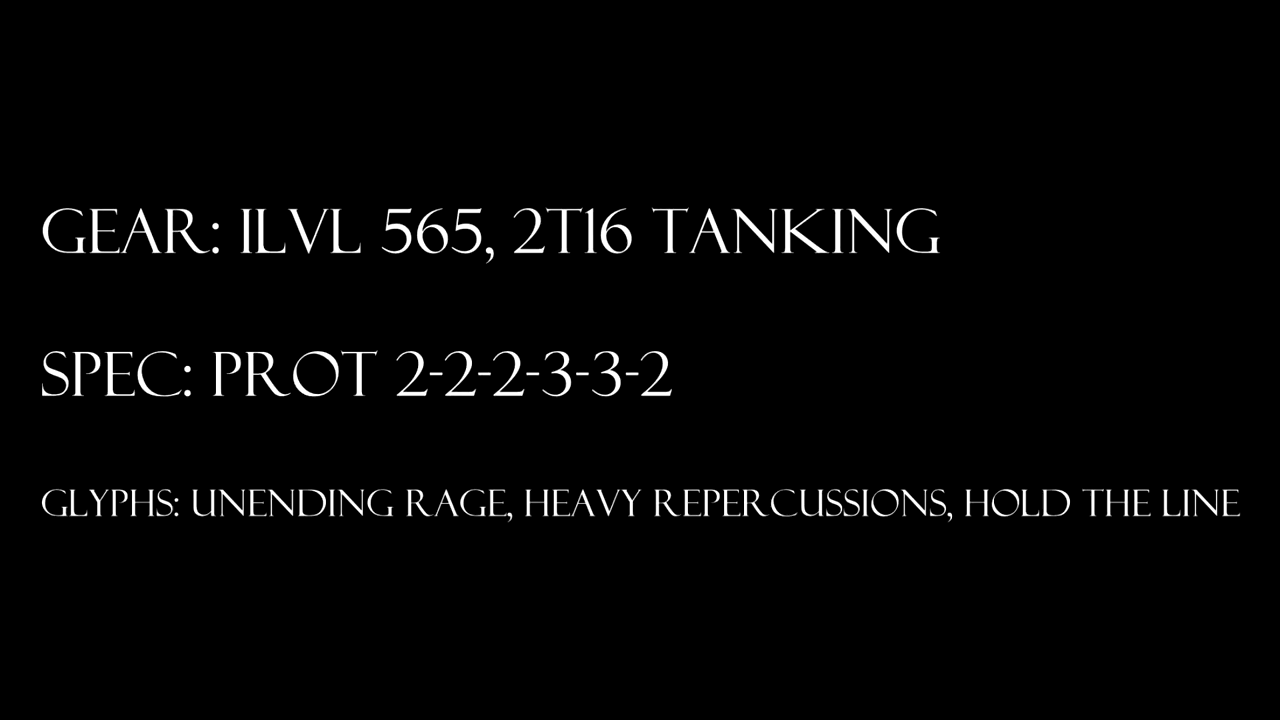 GEAR: ILVL 565, 2T16 TANKING
SPEC: PROT 2-2-2-3-3-2
GLYPHS: UNENDING RAGE, HEAVY REPERCUSSIONS, HOLD THE LINE